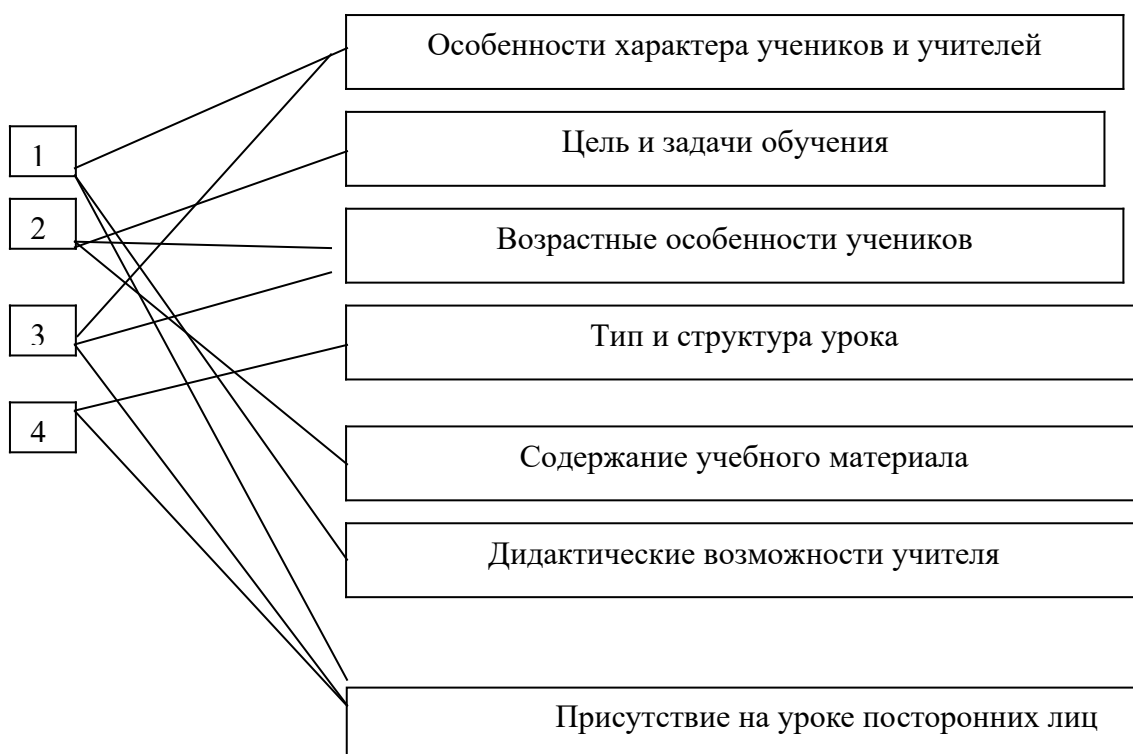 Особенности характера учеников и учителей
1
Цель и задачи обучения
2
Возрастные особенности учеников
3
Тип и структура урока
4
Содержание учебного материала
Дидактические возможности учителя
Присутствие на уроке посторонних лиц